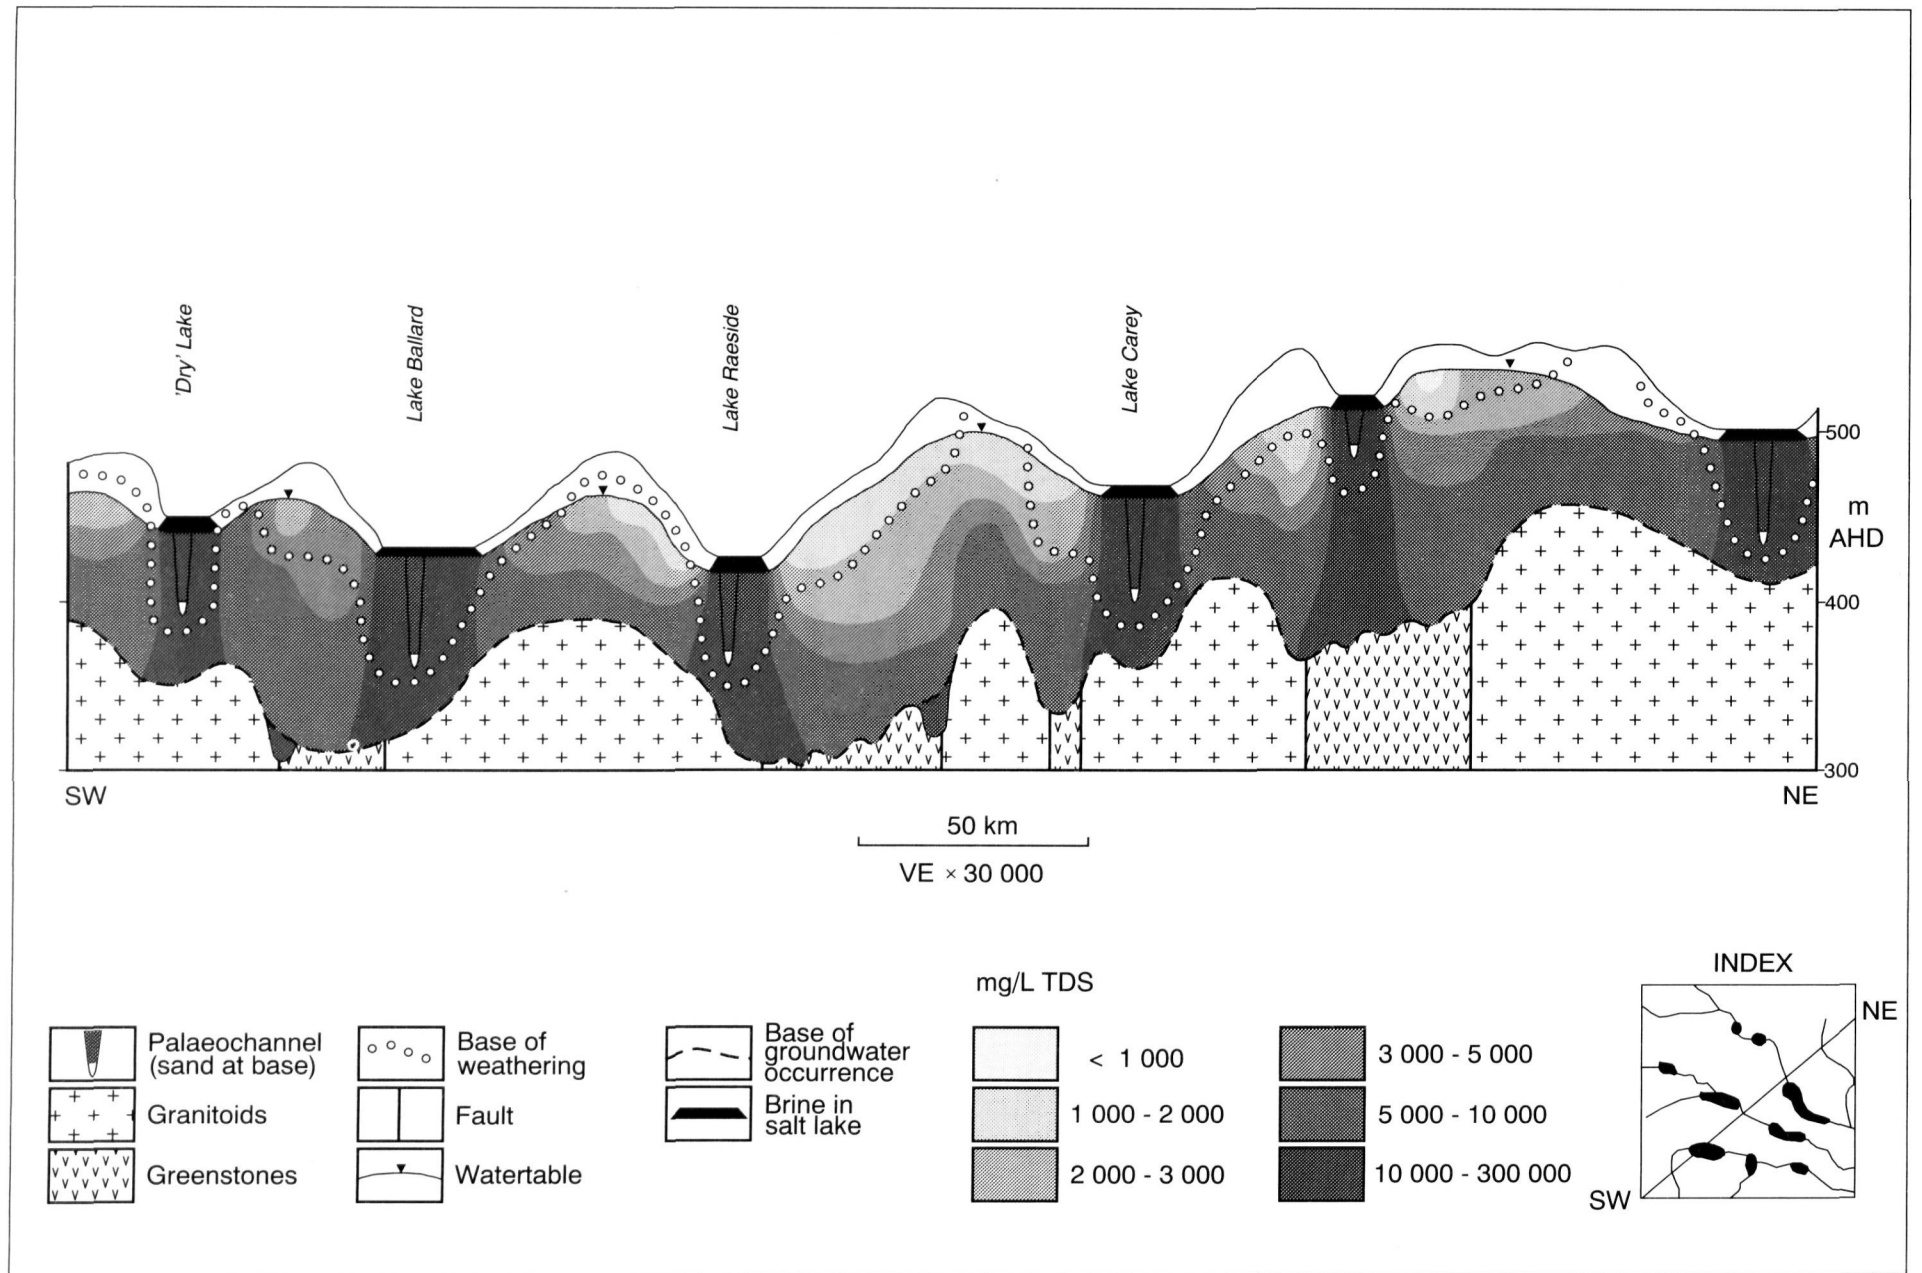 'Dry' Lake
Lake Ballard
Lake Raeside
Lake Carey
500
m
AHD
400
300
SW
NE
50 km
VE × 30 000
mg/L TDS
INDEX
NE
SW
Palaeochannel
(sand at base)
Granitoids
Greenstones
Base of
weathering
Fault
Watertable
Base of
groundwater
occurrence
Brine in
salt lake
< 1 000
1 000 - 2 000
2 000 - 3 000
3 000 - 5 000
5 000 - 10 000
10 000 - 300 000